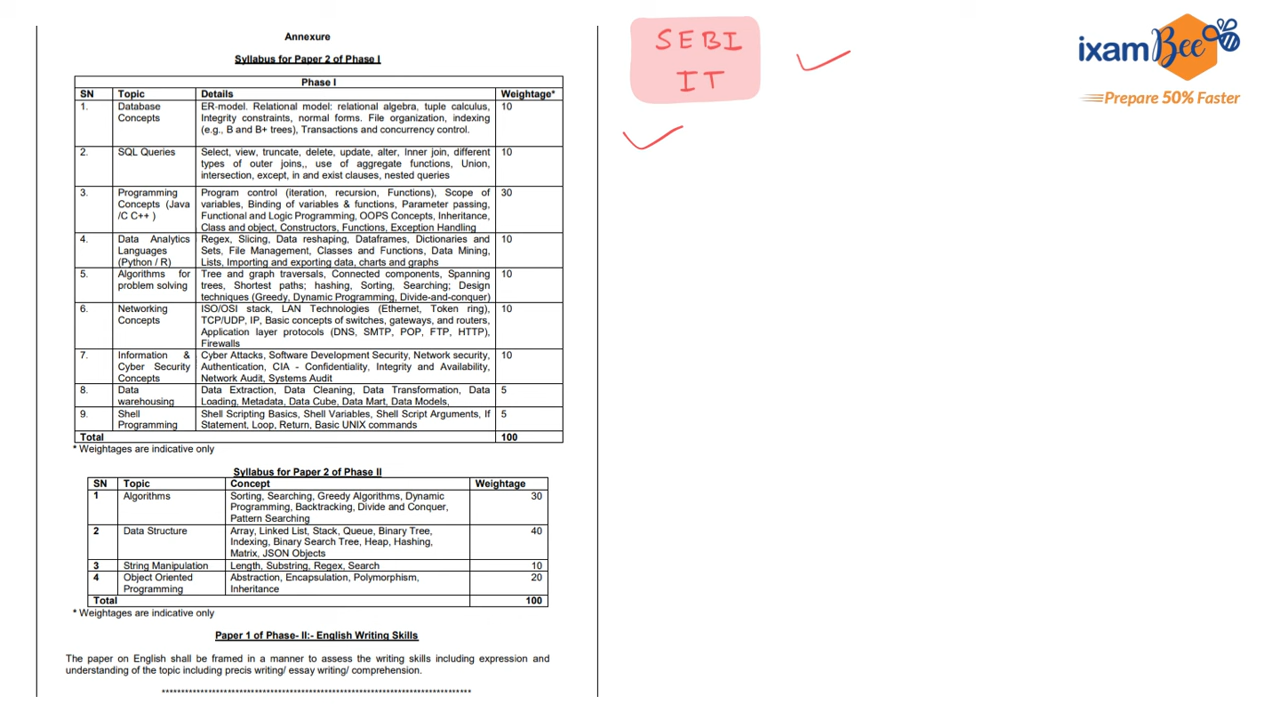 Annexure
Syllabus for Paper 2 of Phase I
Phase I
SN Topic Details Weightage*
1. Database ER-model. Relational model: relational algebra, tuple calculus, 10
Concepts Integrity constraints, normal forms. File organization, indexing
(e.g., B and B+ trees), Transactions and concurrency control.
2. SQL Queries Select, view, truncate, delete, update, alter, Inner join, different 10
types of outer joins,, use of aggregate functions, Union,
intersection, except, in and exist clauses, nested queries
3. Programming Program control (iteration, recursion, Functions), Scope of 30
Concepts (Java variables, Binding of variables & functions, Parameter passing,
/C C++ ) Functional and Logic Programming, OOPS Concepts, Inheritance,
Class and object, Constructors, Functions, Exception Handling
4. Data Analytics Regex, Slicing, Data reshaping, Dataframes, Dictionaries and 10
Languages Sets, File Management, Classes and Functions, Data Mining,
(Python / R) Lists, Importing and exporting data, charts and graphs
5. Algorithms for Tree and graph traversals, Connected components, Spanning 10
problem solving trees, Shortest paths; hashing, Sorting, Searching; Design
techniques (Greedy, Dynamic Programming, Divide-and-conquer)
6. Networking ISO/OSI stack, LAN Technologies (Ethernet, Token ring), 10
Concepts TCP/UDP, IP, Basic concepts of switches, gateways, and routers,
Application layer protocols (DNS, SMTP, POP, FTP, HTTP),
Firewalls
7. Information & Cyber Attacks, Software Development Security, Network security, 10
Cyber Security Authentication, CIA - Confidentiality, Integrity and Availability,
Concepts Network Audit, Systems Audit
8. Data Data Extraction, Data Cleaning, Data Transformation, Data 5
warehousing Loading, Metadata, Data Cube, Data Mart, Data Models,
9. Shell Shell Scripting Basics, Shell Variables, Shell Script Arguments, If 5
Programming Statement, Loop, Return, Basic UNIX commands
Total 100
* Weightages are indicative only
Syllabus for Paper 2 of Phase II
SN Topic Concept Weightage
1 Algorithms Sorting, Searching, Greedy Algorithms, Dynamic 30
Programming, Backtracking, Divide and Conquer,
Pattern Searching
2 Data Structure Array, Linked List, Stack, Queue, Binary Tree, 40
Indexing, Binary Search Tree, Heap, Hashing,
Matrix, JSON Objects
3 String Manipulation Length, Substring, Regex, Search 10
4 Object Oriented Abstraction, Encapsulation, Polymorphism, 20
Programming Inheritance
Total 100
* Weightages are indicative only
Paper 1 of Phase- II:- English Writing Skills
The paper on English shall be framed in a manner to assess the writing skills including expression and
understanding of the topic including precis writing/ essay writing/ comprehension.
SEBI
IT
ixamBee
Prepare 50% Faster